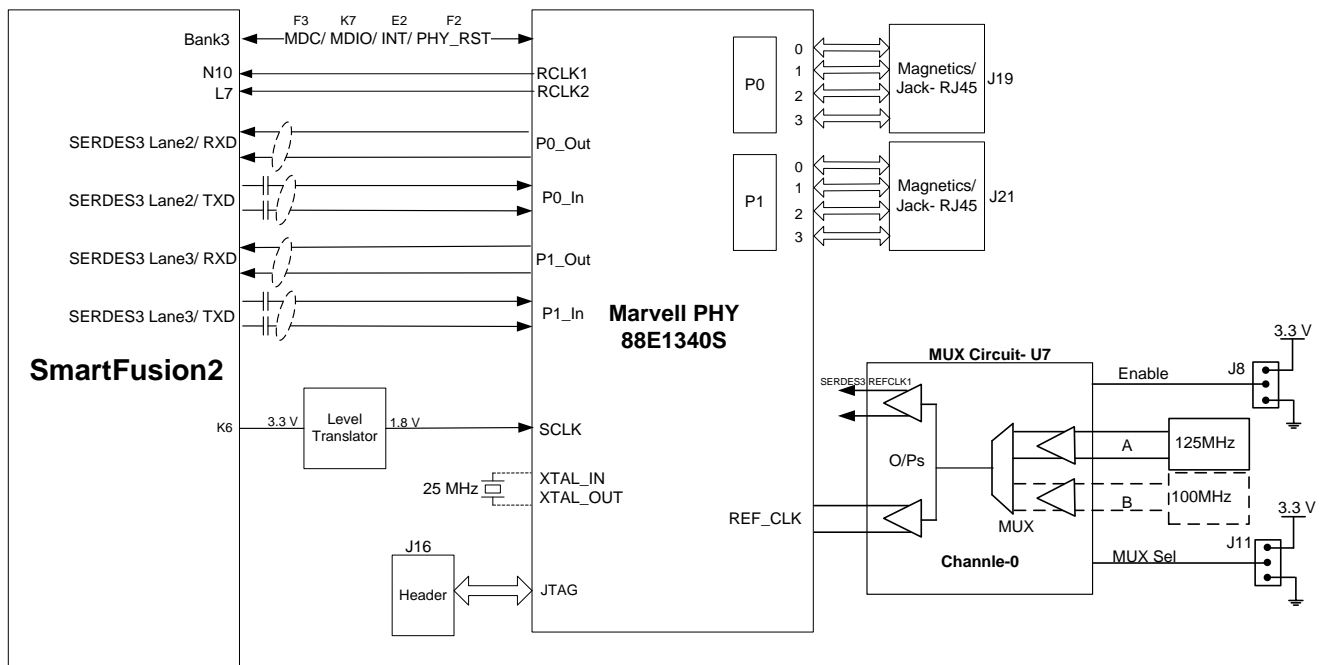 F3 K7 E2 F2
Bank3 MDC/ MDIO/ INT/ PHY_RST
N10 RCLK1
L7 RCLK2
SERDES3 Lane2/ RXD P0_Out
SERDES3 Lane2/ TXD P0_In
SERDES3 Lane3/ RXD P1_Out
SERDES3 Lane3/ TXD P1_In
SmartFusion2
Marvell PHY
88E1340S
K6 3.3 V Level
Translator 1.8 V SCLK
25 MHz XTAL_IN
XTAL_OUT
J16
Header JTAG
REF_CLK
P0
0
1
2
3
Magnetics/
Jack- RJ45
J19
P1
0
1
2
3
Magnetics/
Jack- RJ45
J21
MUX Circuit- U7
SERDES3 REFCLK1
O/Ps
MUX
Channle-0
Enable
J8
3.3 V
A
125MHz
B
100MHz
MUX Sel
J11
3.3 V